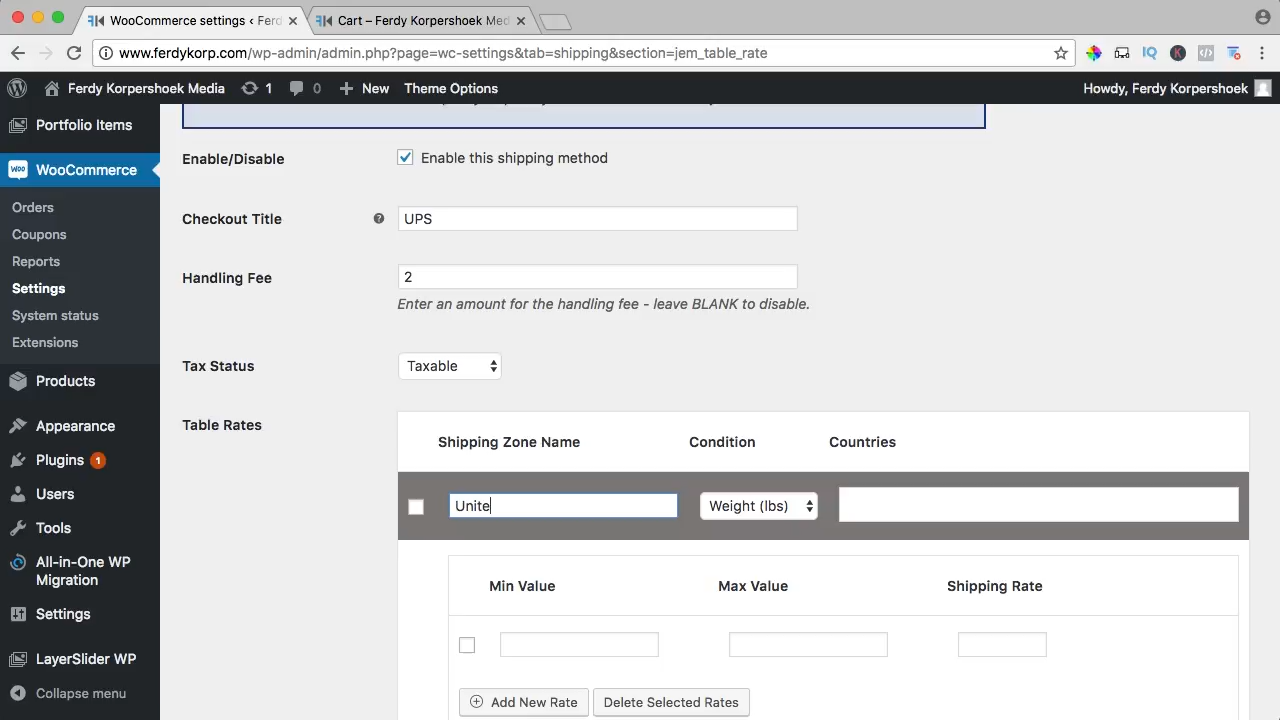 WooCommerce settings ‹ Ferd
Cart – Ferdy Korpershoek Med
www.ferdykorp.com/wp-admin/admin.php?page=wc-settings&tab=shipping&section=jem_table_rate
Ferdy Korpershoek Media
1
0
New
Theme Options
Howdy, Ferdy Korpershoek
Portfolio Items
WooCommerce
Orders
Coupons
Reports
Settings
System status
Extensions
Products
Appearance
Plugins 1
Users
Tools
All-in-One WP
Migration
Settings
LayerSlider WP
Collapse menu
Enable/Disable
Enable this shipping method
Checkout Title
UPS
Handling Fee
2
Enter an amount for the handling fee - leave BLANK to disable.
Tax Status
Taxable
Table Rates
Shipping Zone Name
Condition
Countries
Unite
Weight (lbs)
Min Value
Max Value
Shipping Rate
Add New Rate
Delete Selected Rates